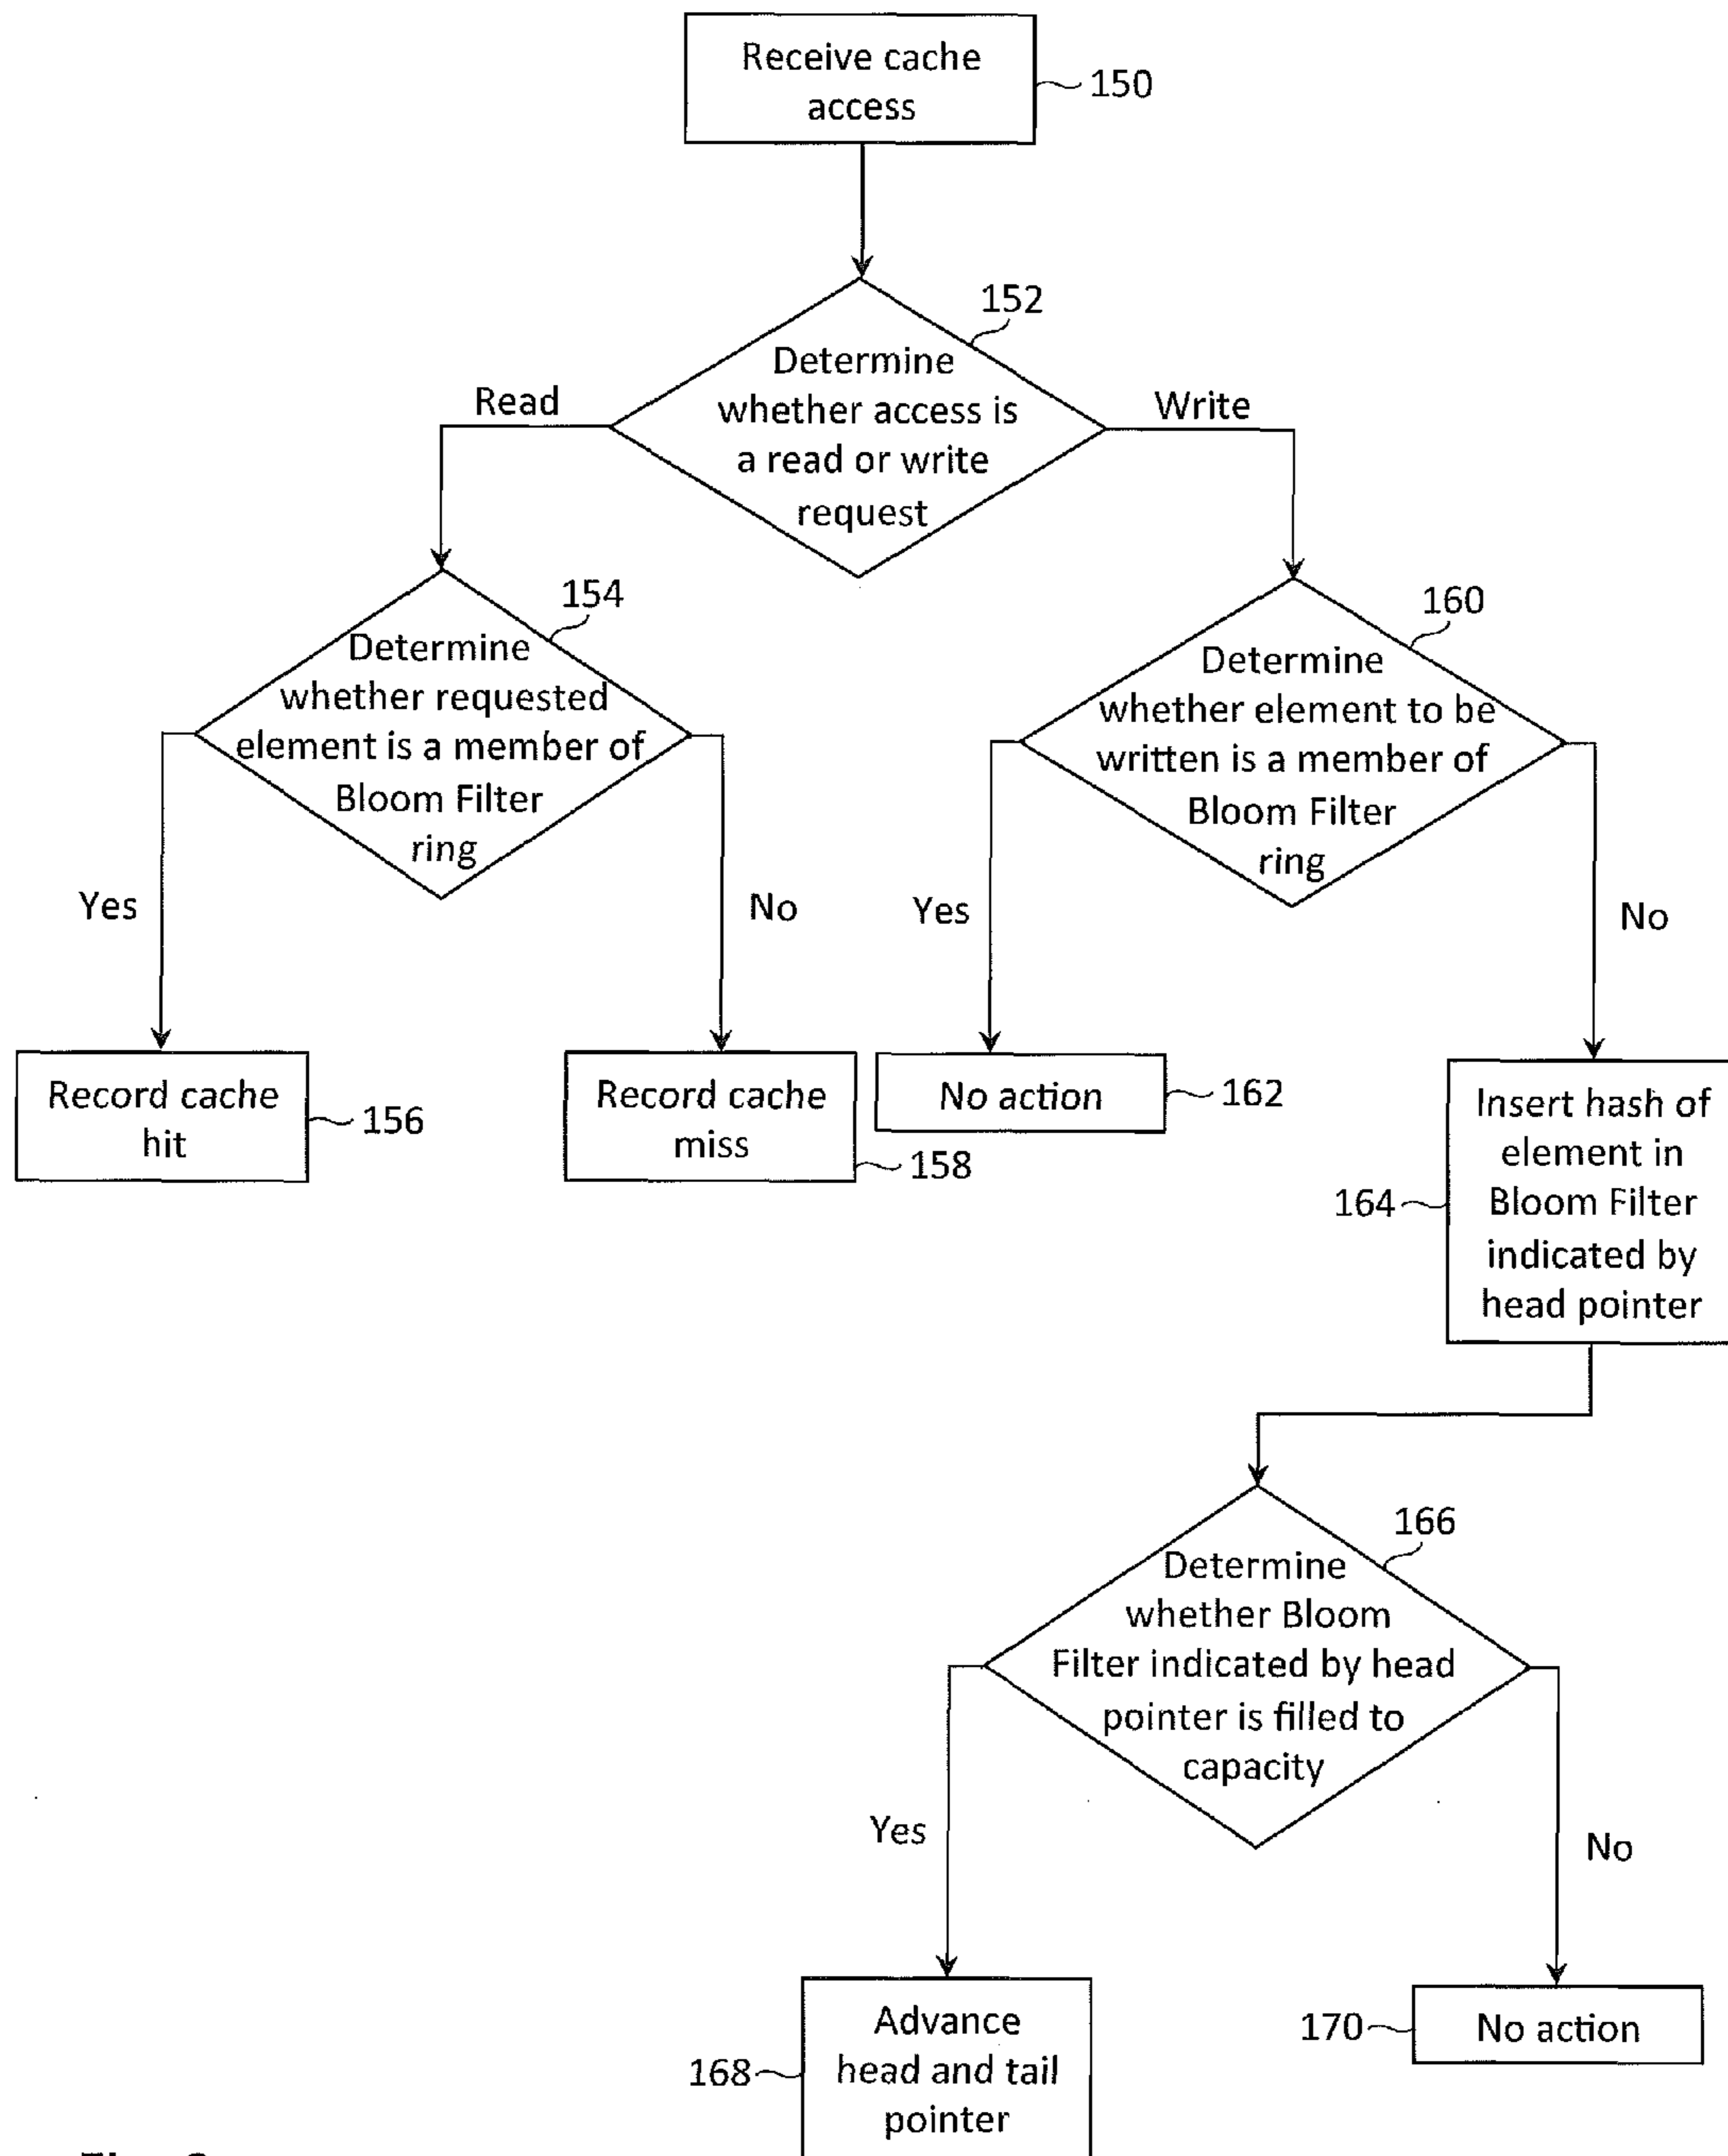 Receive cache
access
150
152
Determine
whether access is
a read or write
request
Read
Write
154
Determine
whether requested
element is a member of
Bloom Filter
ring
160
Determine
whether element to be
written is a member of
Bloom Filter
ring
Yes
No
Yes
No
Record cache
hit
156
Record cache
miss
158
No action
162
Insert hash of
element in
Bloom Filter
indicated by
head pointer
164
166
Determine
whether Bloom
Filter indicated by head
pointer is filled to
capacity
Yes
No
Advance
head and tail
pointer
168
170
No action